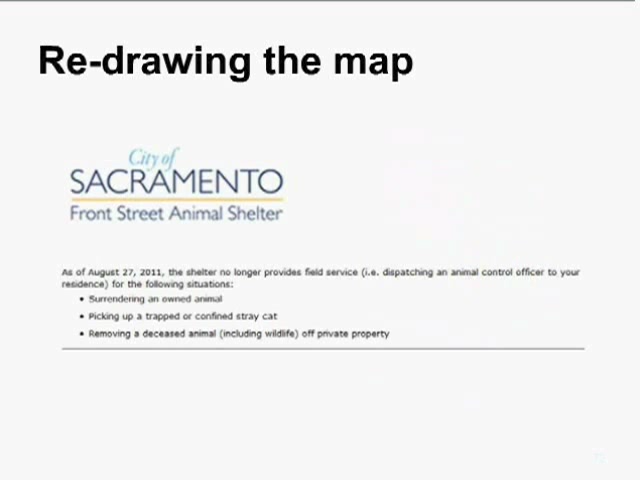 Re-drawing the map
City of
SACRAMENTO
Front Street Animal Shelter
As of August 27, 2011, the shelter no longer provides field service (i.e. dispatching an animal control officer to your
residence) for the following situations:
• Surrendering an owned animal
• Picking up a trapped or confined stray cat
• Removing a deceased animal (including wildlife) off private property